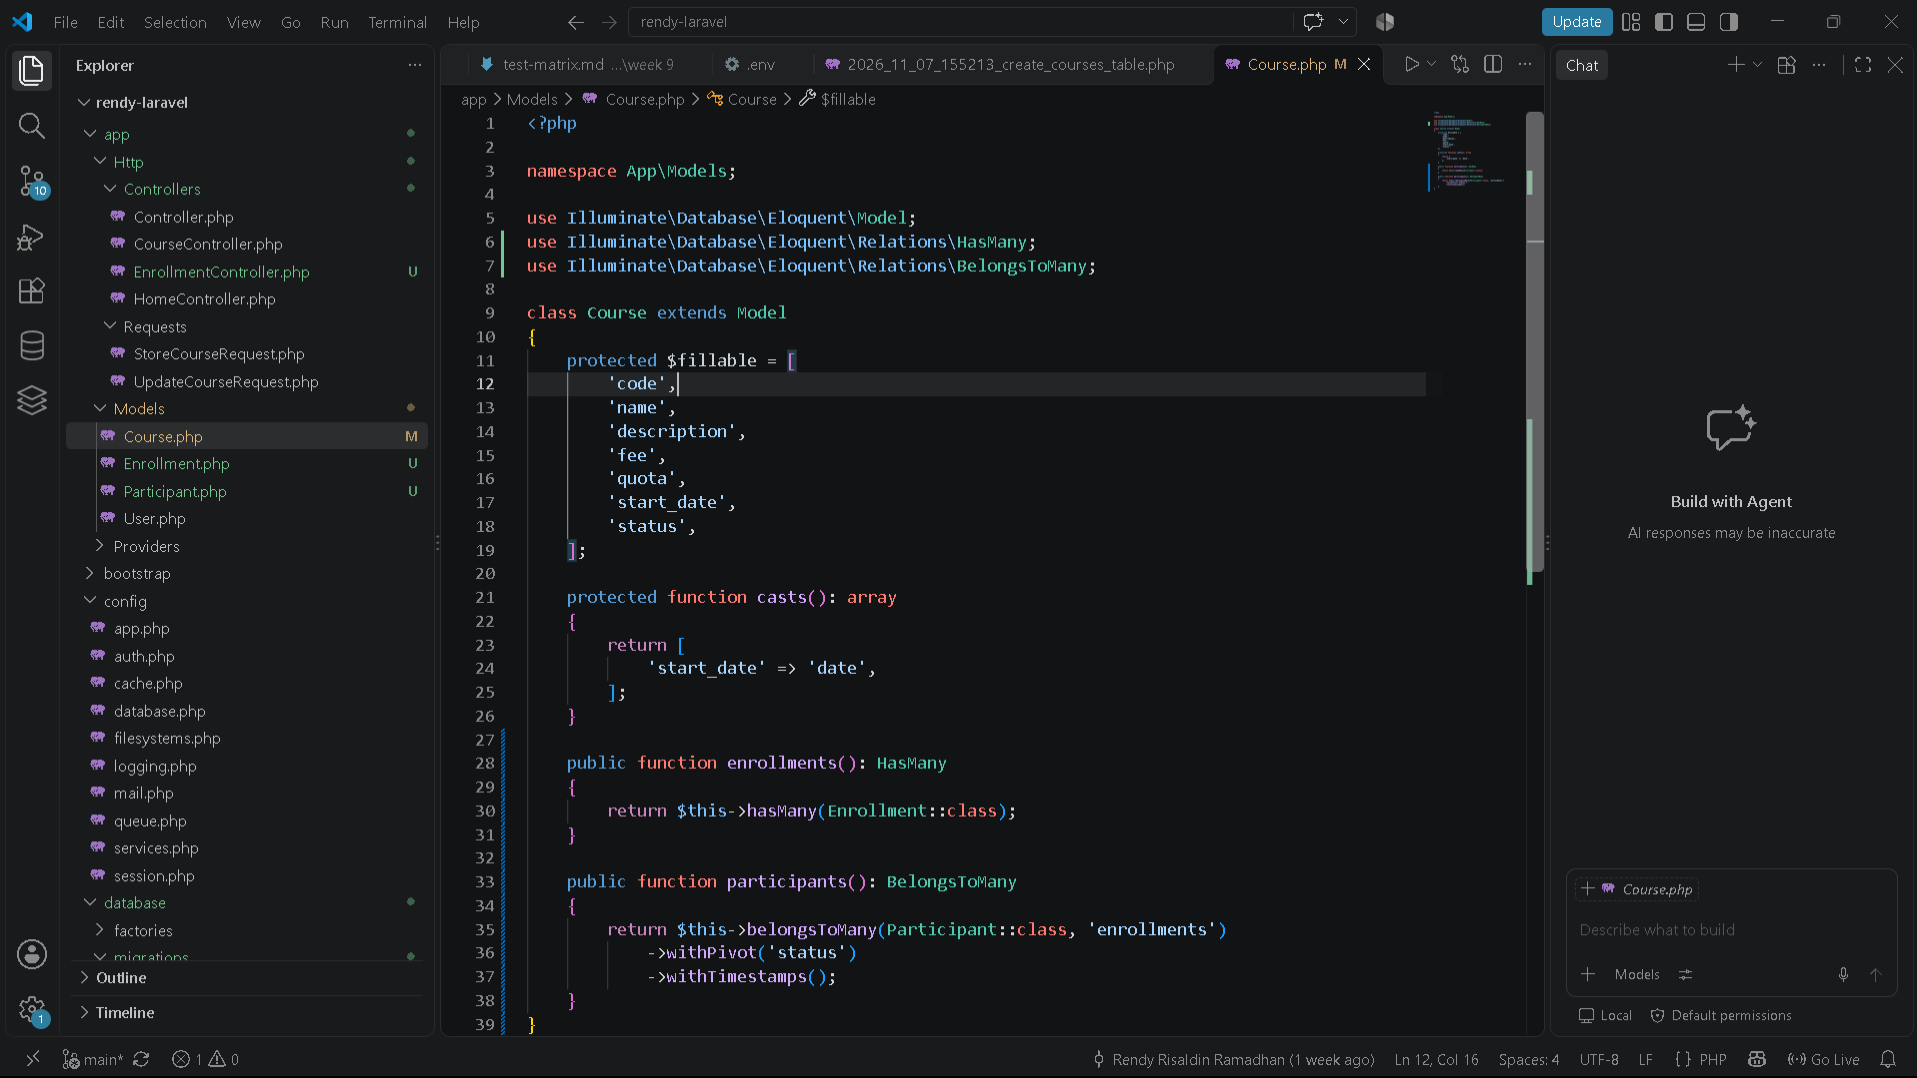 File Edit Selection View Go Run Terminal Help
rendy-laravel
Update
Explorer
rendy-laravel
app
Http
Controllers
Controller.php
CourseController.php
EnrollmentController.php U
HomeController.php
Requests
StoreCourseRequest.php
UpdateCourseRequest.php
Models
Course.php M
Enrollment.php U
Participant.php U
User.php
Providers
bootstrap
config
app.php
auth.php
cache.php
database.php
filesystems.php
logging.php
mail.php
queue.php
services.php
session.php
database
factories
migrations
Outline
Timeline
10
1
test-matrix.md ...\week 9
.env
2026_11_07_155213_create_courses_table.php
Course.php M
app > Models > Course.php > Course > $fillable
1 <?php
2
3 namespace App\Models;
4
5 use Illuminate\Database\Eloquent\Model;
6 use Illuminate\Database\Eloquent\Relations\HasMany;
7 use Illuminate\Database\Eloquent\Relations\BelongsToMany;
8
9 class Course extends Model
10 {
11 protected $fillable = [
12 'code',
13 'name',
14 'description',
15 'fee',
16 'quota',
17 'start_date',
18 'status',
19 ];
20
21 protected function casts(): array
22 {
23 return [
24 'start_date' => 'date',
25 ];
26 }
27
28 public function enrollments(): HasMany
29 {
30 return $this->hasMany(Enrollment::class);
31 }
32
33 public function participants(): BelongsToMany
34 {
35 return $this->belongsToMany(Participant::class, 'enrollments')
36 ->withPivot('status')
37 ->withTimestamps();
38 }
39 }
Chat
Build with Agent
AI responses may be inaccurate
Course.php
Describe what to build
Models
Local Default permissions
main* 1 0
Rendy Risaldin Ramadhan (1 week ago) Ln 12, Col 16 Spaces: 4 UTF-8 LF {} PHP Go Live